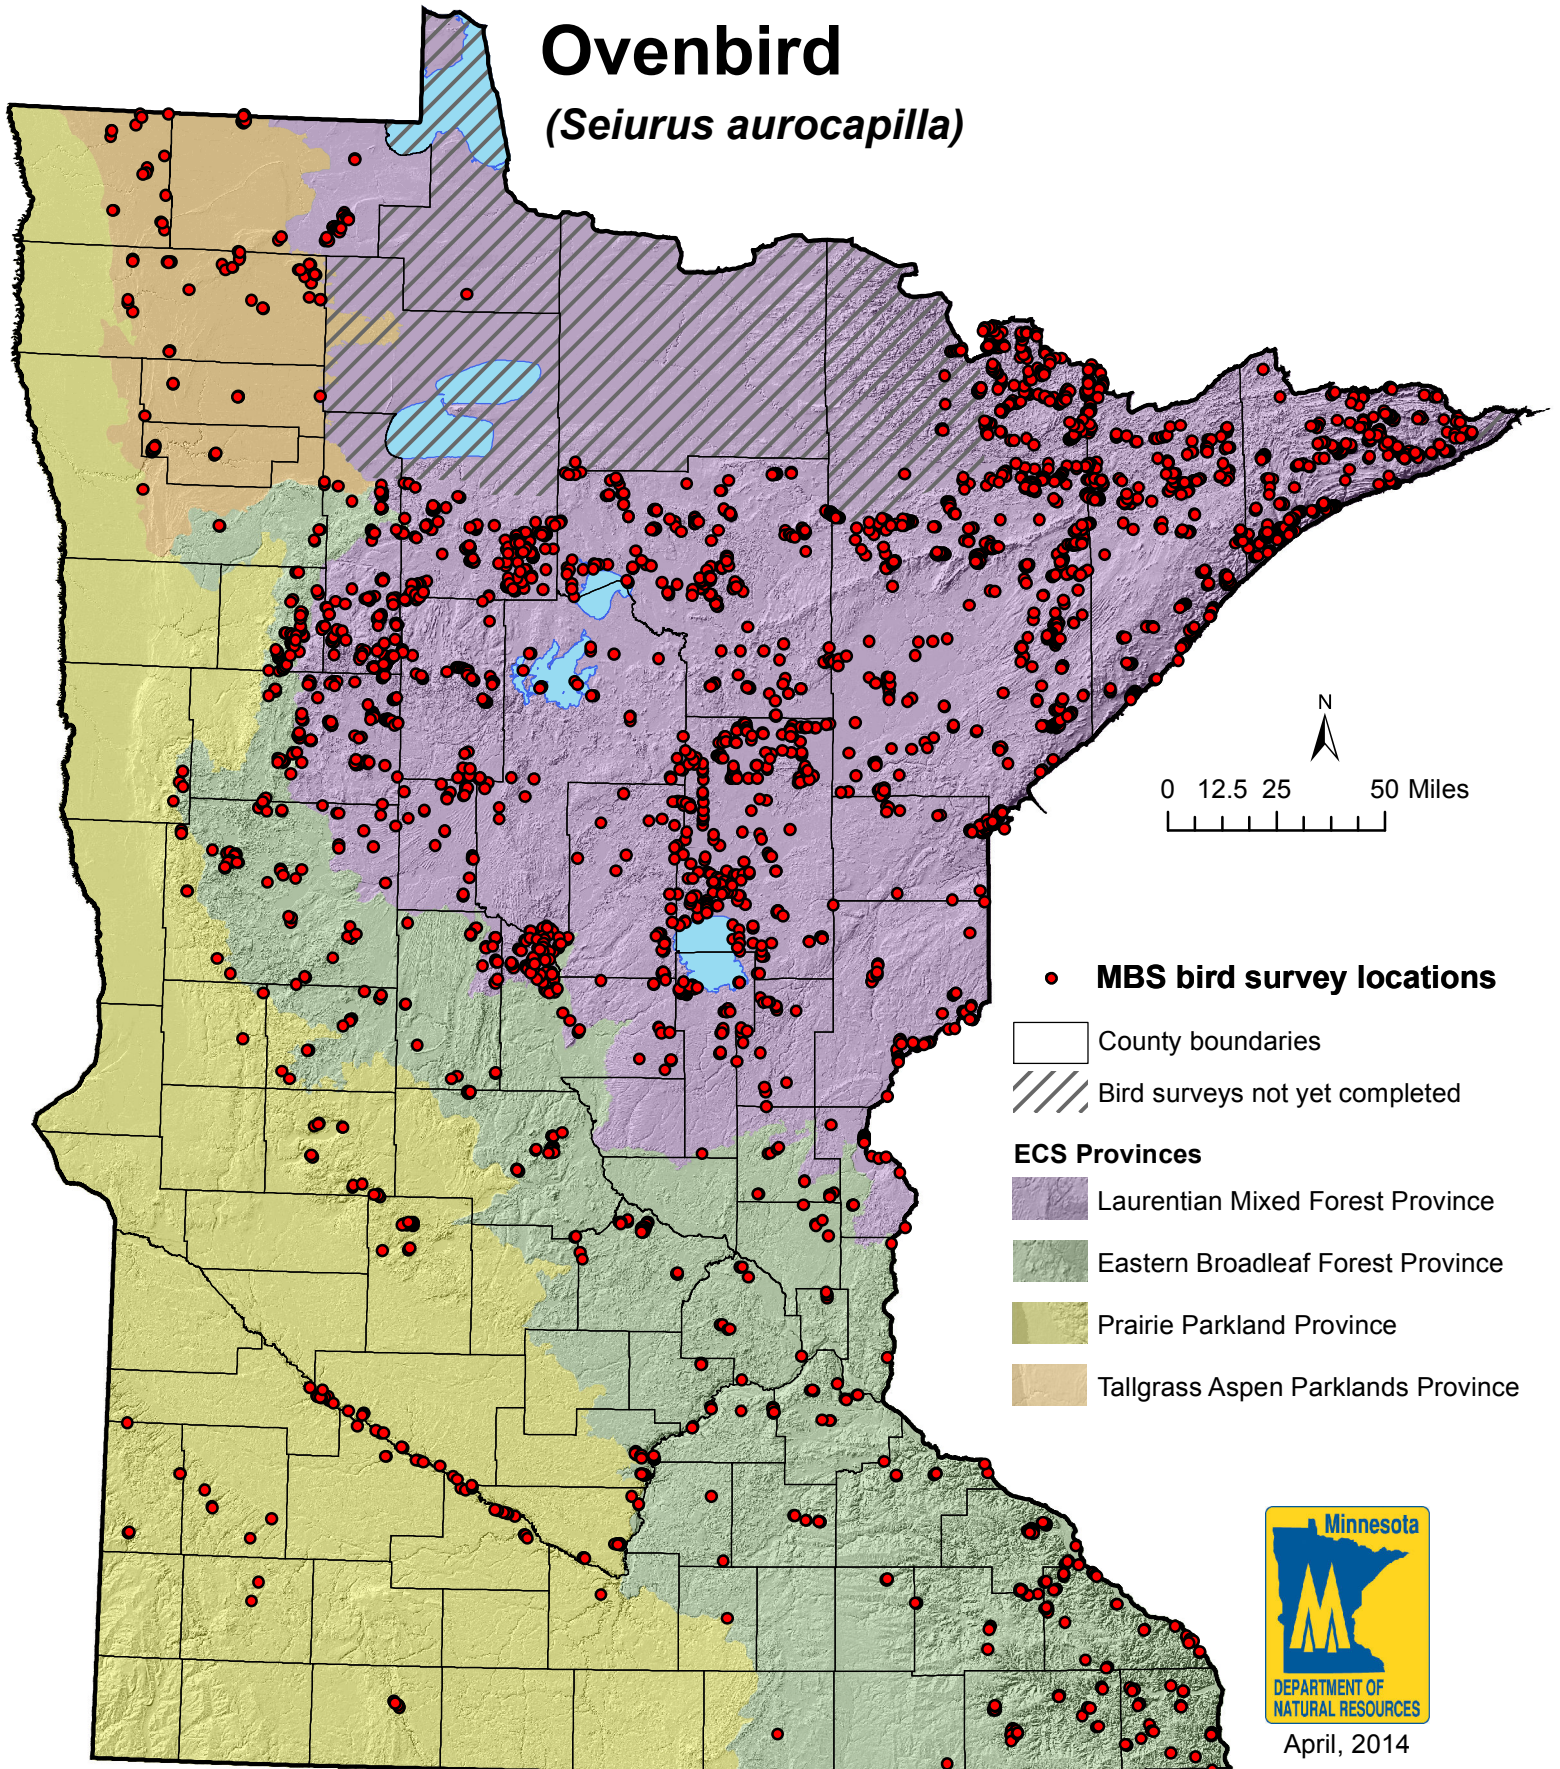 Ovenbird
(Seiurus aurocapilla)
N
0 12.5 25 50 Miles
MBS bird survey locations
County boundaries
Bird surveys not yet completed
ECS Provinces
Laurentian Mixed Forest Province
Eastern Broadleaf Forest Province
Prairie Parkland Province
Tallgrass Aspen Parklands Province
Minnesota
DEPARTMENT OF
NATURAL RESOURCES
April, 2014